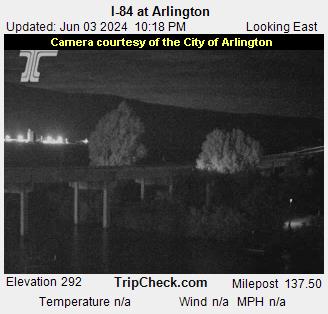 I-84 at Arlington
Updated: Jun 03 2024 10:18 PM Looking East
Camera courtesy of the City of Arlington
Elevation 292 TripCheck.com Milepost 137.50
Temperature n/a Wind n/a MPH n/a